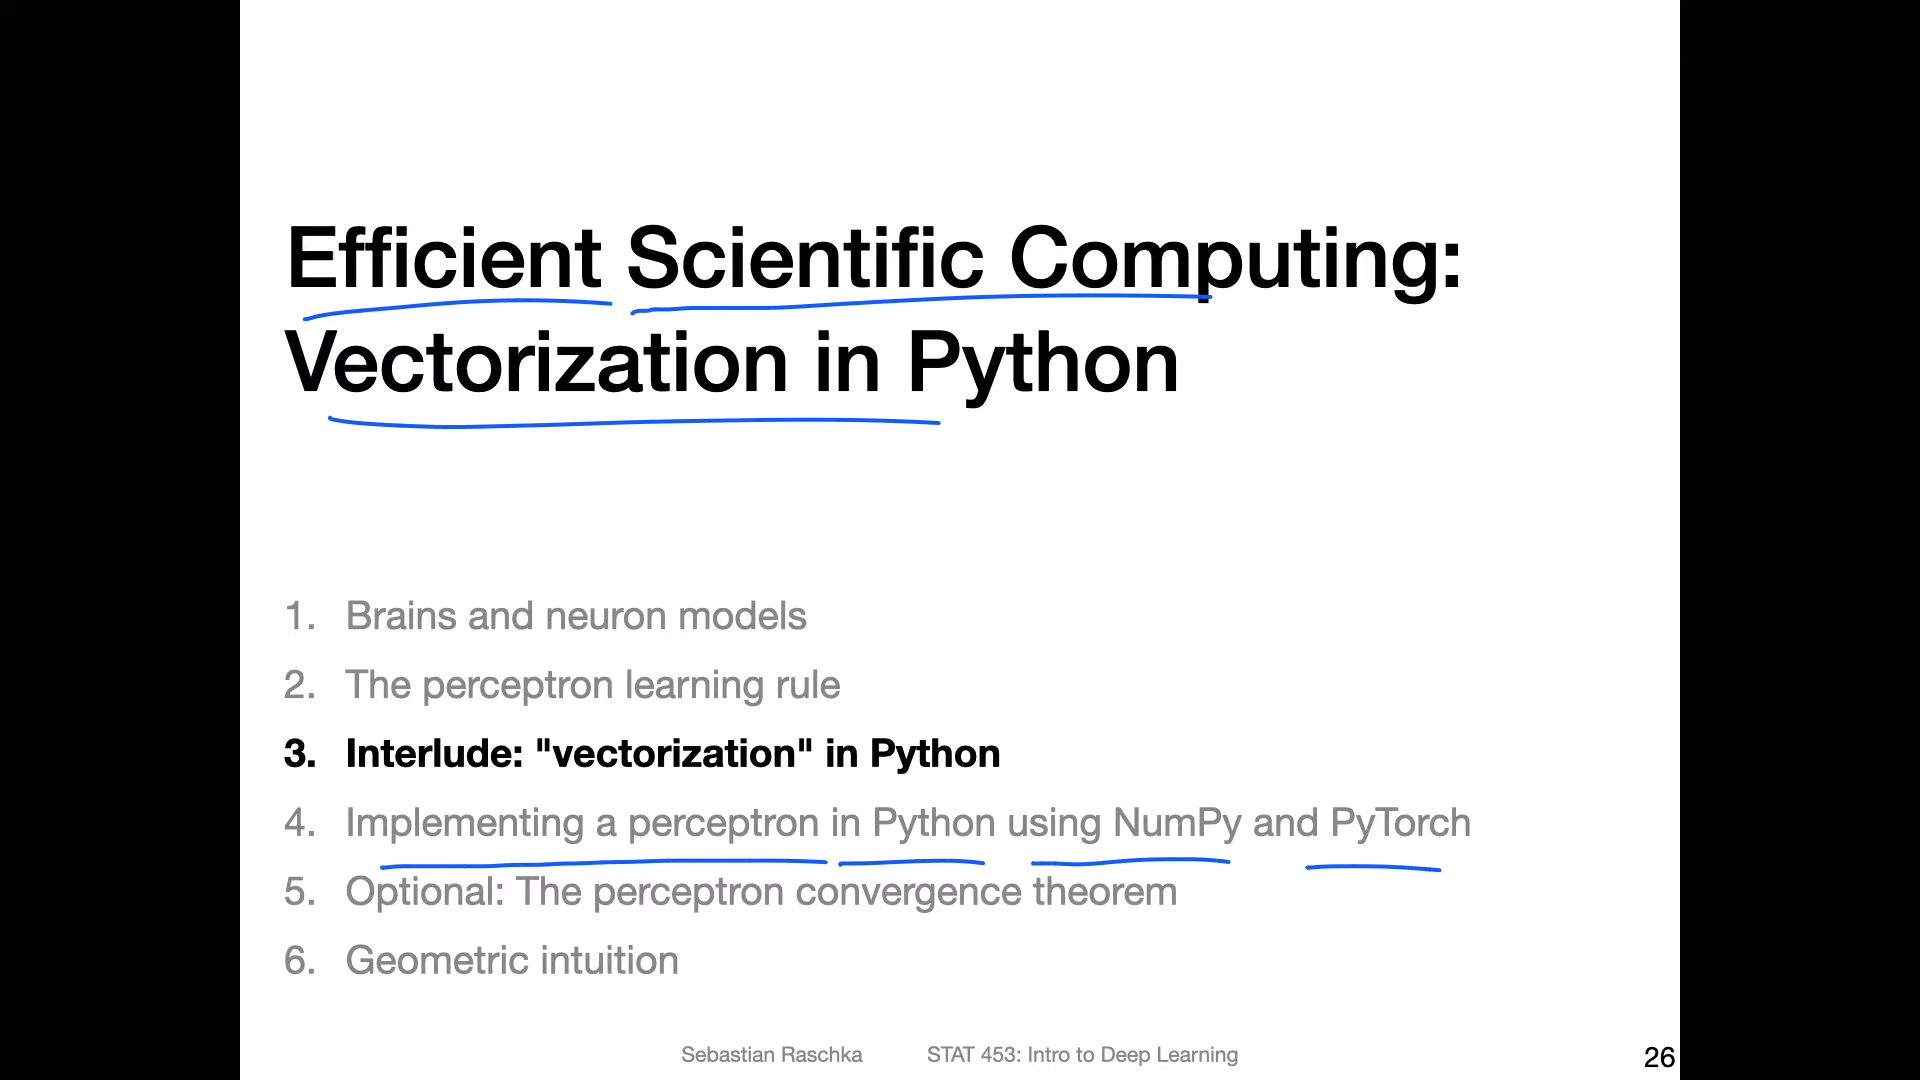 Efficient Scientific Computing:
Vectorization in Python
1. Brains and neuron models
2. The perceptron learning rule
3. Interlude: "vectorization" in Python
4. Implementing a perceptron in Python using NumPy and PyTorch
5. Optional: The perceptron convergence theorem
6. Geometric intuition
Sebastian Raschka STAT 453: Intro to Deep Learning 26